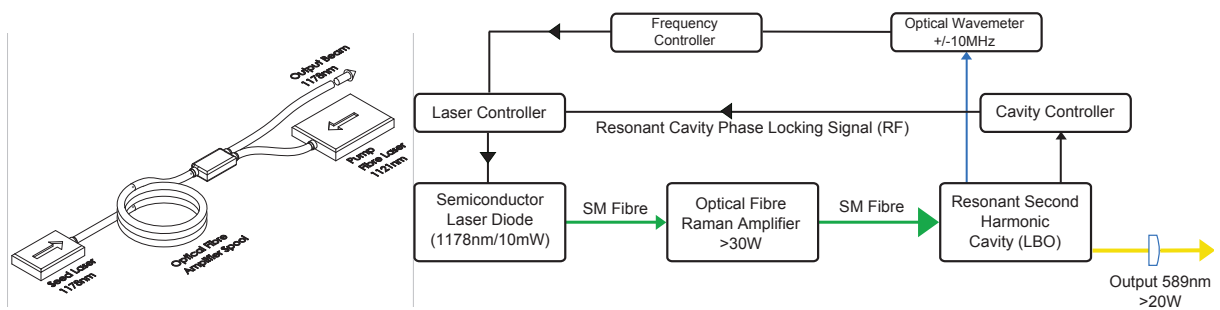 Output Beam
1178nm
Pump
Fibre Laser
1121nm
Optical Fibre
Amplifier Spool
Seed Laser
1178nm
Frequency
Controller
Optical Wavemeter
+/-10MHz
Laser Controller
Resonant Cavity Phase Locking Signal (RF)
Cavity Controller
Semiconductor
Laser Diode
(1178nm/10mW)
SM Fibre
Optical Fibre
Raman Amplifier
>30W
SM Fibre
Resonant Second
Harmonic
Cavity (LBO)
Output 589nm
>20W